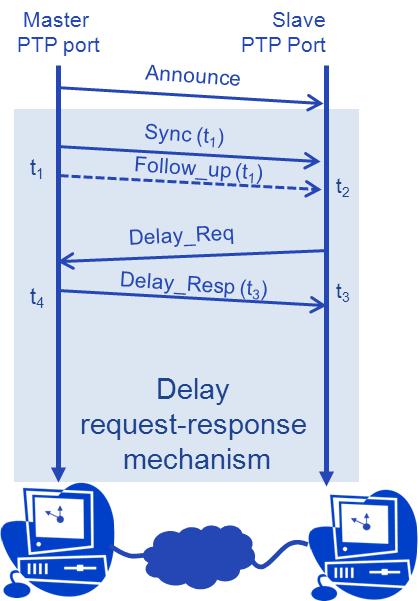 Master
PTP port
Slave
PTP Port
Announce
Sync (t₁)
Follow_up (t₁)
t₁
t₂
Delay_Req
Delay_Resp (t₃)
t₄
t₃
Delay
request-response
mechanism